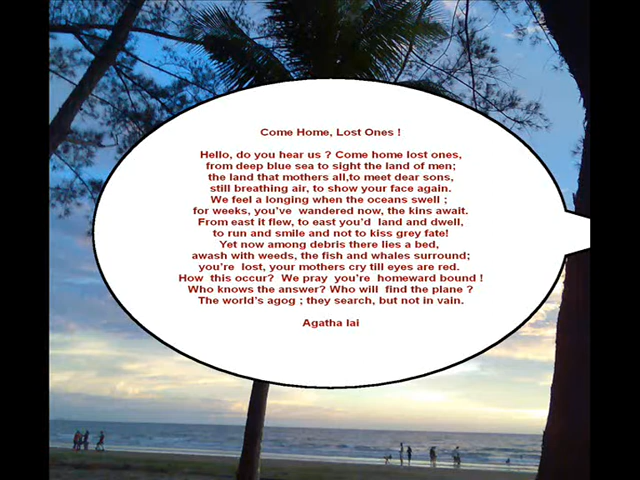 Come Home, Lost Ones !
Hello, do you hear us ? Come home lost ones,
from deep blue sea to sight the land of men;
the land that mothers all,to meet dear sons,
still breathing air, to show your face again.
We feel a longing when the oceans swell ;
for weeks, you've wandered now, the kins await.
From east it flew, to east you'd land and dwell,
to run and smile and not to kiss grey fate!
Yet now among debris there lies a bed,
awash with weeds, the fish and whales surround;
you're lost, your mothers cry till eyes are red.
How this occur? We pray you're homeward bound !
Who knows the answer? Who will find the plane ?
The world's agog ; they search, but not in vain.
Agatha lai